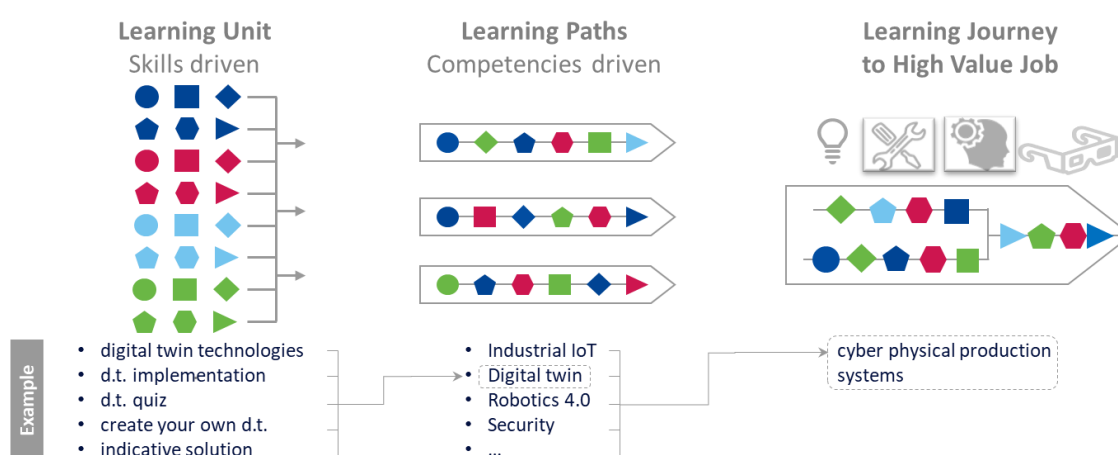 Learning Unit
Skills driven
Learning Paths
Competencies driven
Learning Journey
to High Value Job
Example
• digital twin technologies
• d.t. implementation
• d.t. quiz
• create your own d.t.
• indicative solution
• Industrial IoT
• Digital twin
• Robotics 4.0
• Security
• ...
cyber physical production
systems